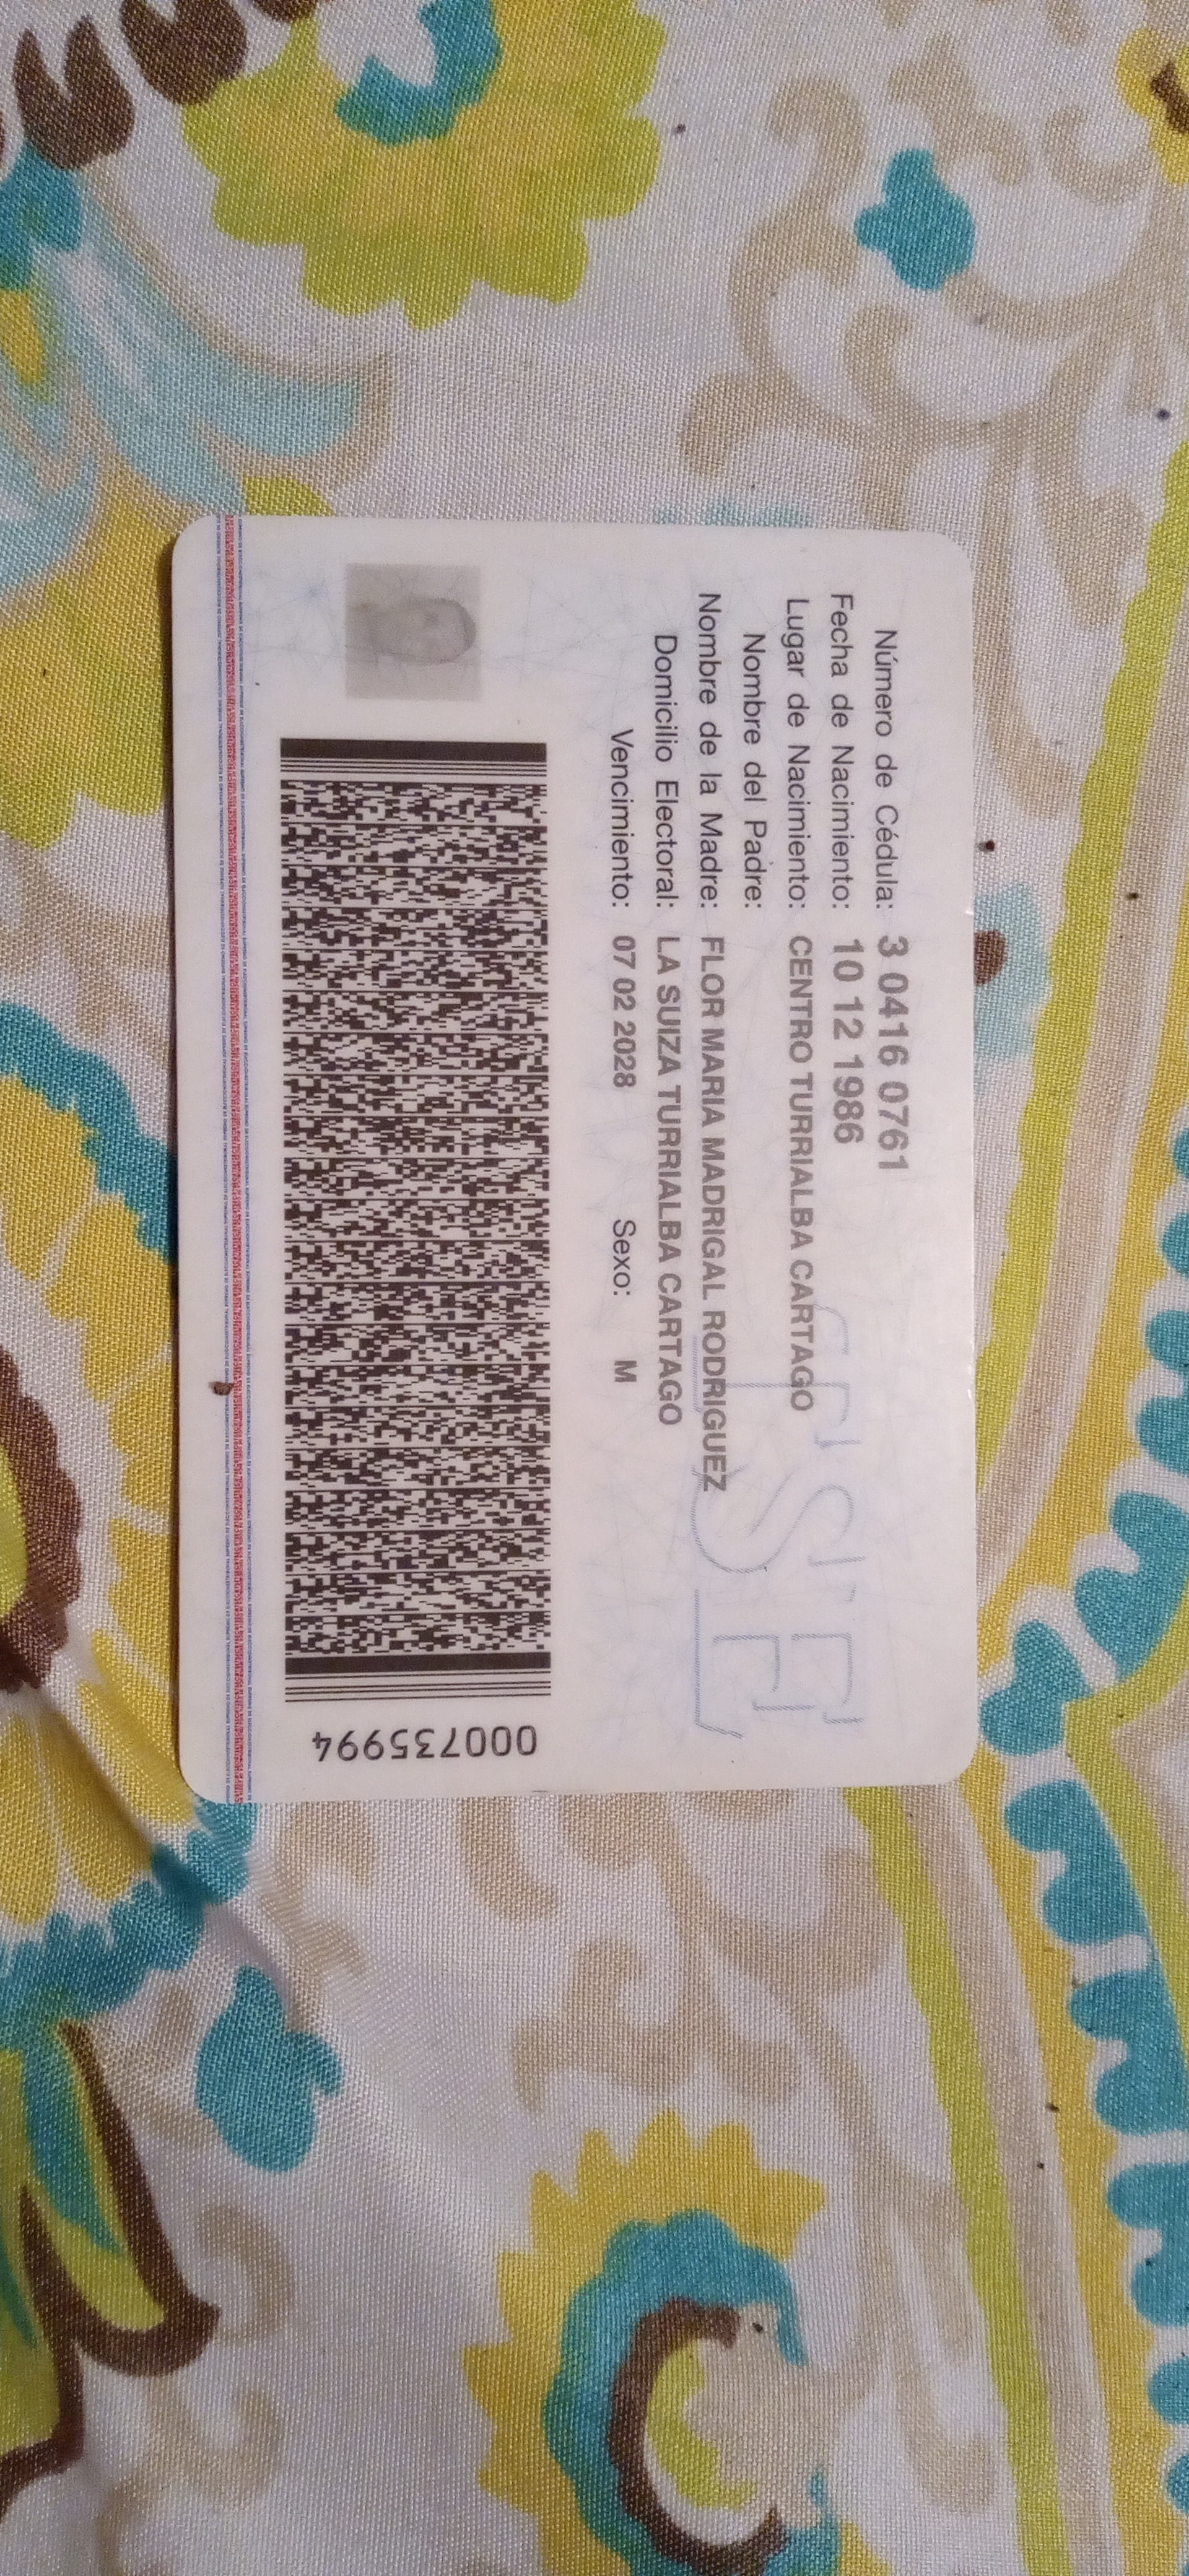 Número de Cédula: 3 0416 0761
Fecha de Nacimiento: 10 12 1986
Lugar de Nacimiento: CENTRO TURRIALBA CARTAGO
Nombre del Padre:
Nombre de la Madre: FLOR MARIA MADRIGAL RODRIGUEZ
Domicilio Electoral: LA SUIZA TURRIALBA CARTAGO
Vencimiento: 07 02 2028 Sexo: M
TSE
000735994